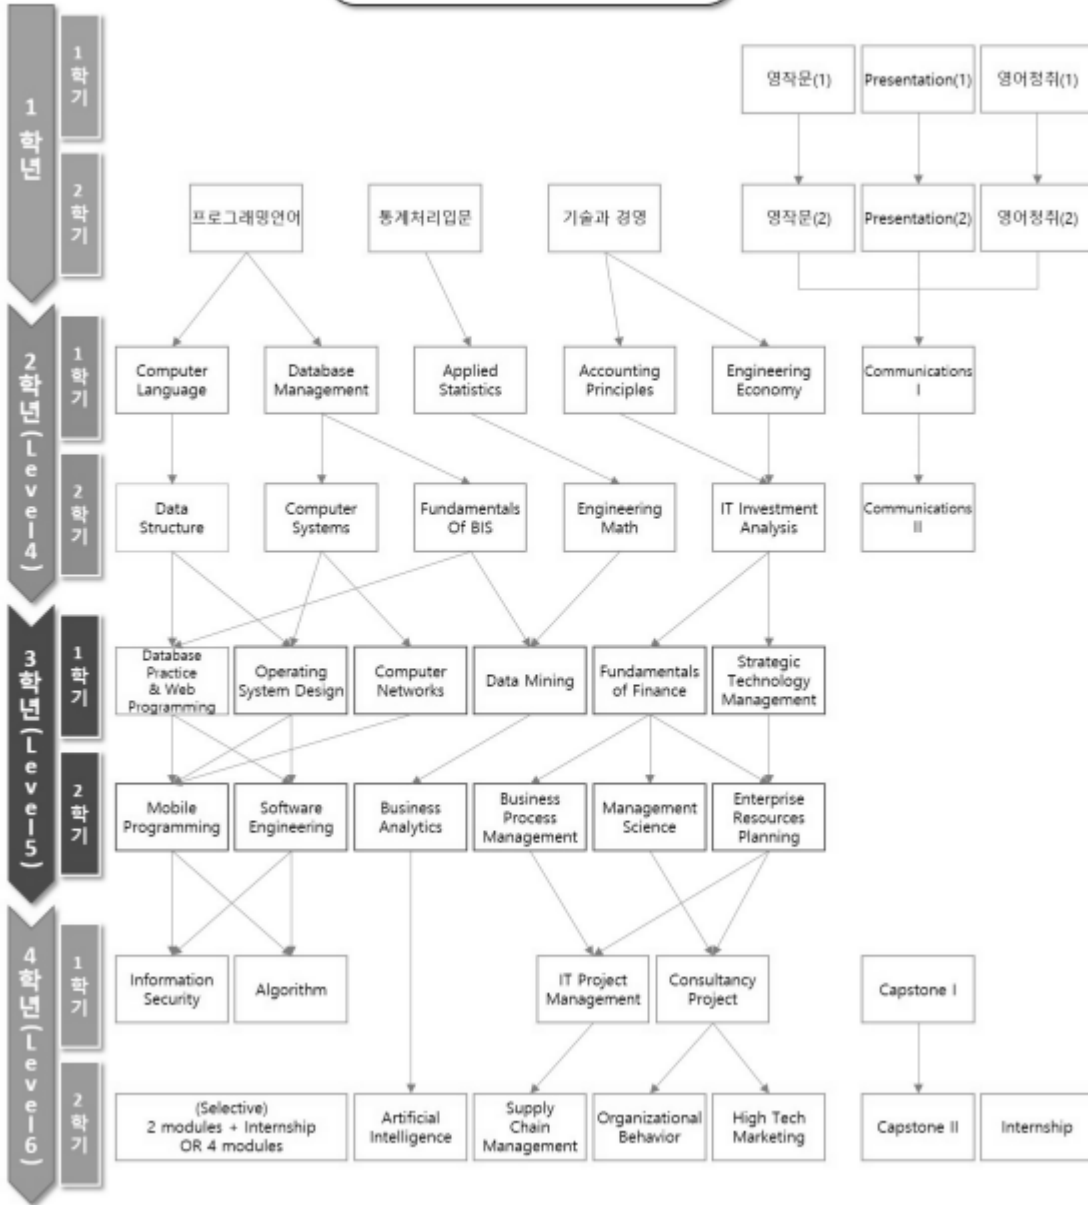 1
학
년
1
학
기
영작문(1)
Presentation(1)
영어청취(1)
2
학
기
프로그래밍언어
통계처리입문
기술과 경영
영작문(2)
Presentation(2)
영어청취(2)
2
학
년
(
L
e
v
e
l
4
)
1
학
기
Computer
Language
Database
Management
Applied
Statistics
Accounting
Principles
Engineering
Economy
Communications
I
2
학
기
Data
Structure
Computer
Systems
Fundamentals
Of BIS
Engineering
Math
IT Investment
Analysis
Communications
II
3
학
년
(
L
e
v
e
l
5
)
1
학
기
Database
Practice
& Web
Programming
Operating
System Design
Computer
Networks
Data Mining
Fundamentals
of Finance
Strategic
Technology
Management
2
학
기
Mobile
Programming
Software
Engineering
Business
Analytics
Business
Process
Management
Management
Science
Enterprise
Resources
Planning
4
학
년
(
L
e
v
e
l
6
)
1
학
기
Information
Security
Algorithm
IT Project
Management
Consultancy
Project
Capstone I
2
학
기
(Selective)
2 modules + Internship
OR 4 modules
Artificial
Intelligence
Supply
Chain
Management
Organizational
Behavior
High Tech
Marketing
Capstone II
Internship